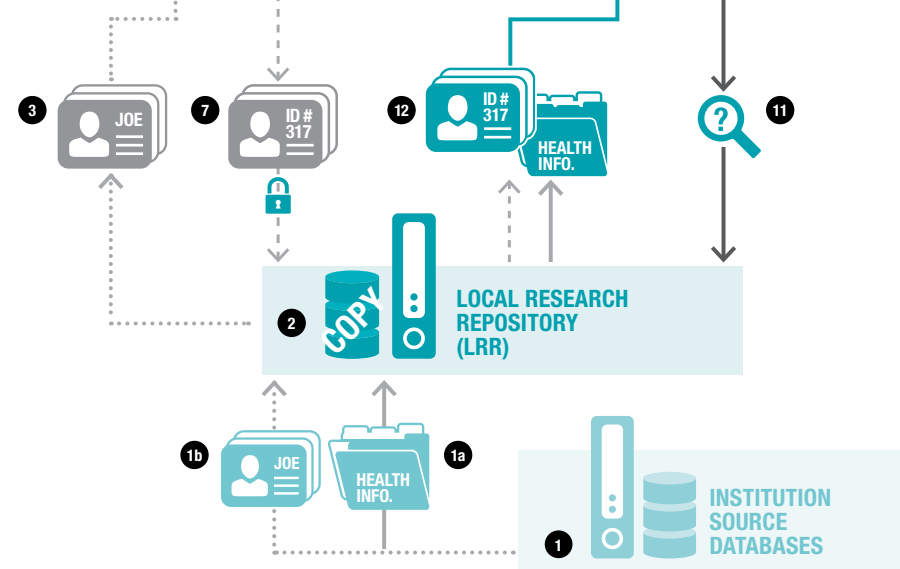 3
JOE
7
ID #
317
12
ID #
317
HEALTH
INFO.
?
11
2
COPY
LOCAL RESEARCH
REPOSITORY
(LRR)
1b
JOE
HEALTH
INFO.
1a
1
INSTITUTION
SOURCE
DATABASES